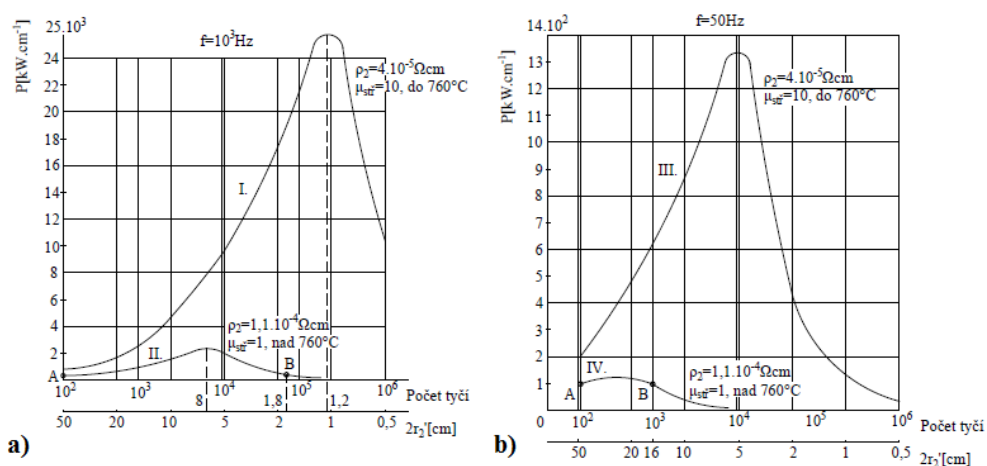 25.10³
P[kW.cm⁻¹]
24
22
20
18
16
14
12
10
8
6
4
2
A
f=10³Hz
ρ₂=4.10⁻⁵Ωcm
μstř=10, do 760°C
I.
II.
ρ₂=1,1.10⁻⁴Ωcm
μstř=1, nad 760°C
B
10² 10³ 10⁴ 10⁵ 10⁶ Počet tyčí
8 1,8 1,2
50 20 10 5 2 1 0,5 2r₂'[cm]
a)
14.10²
P[kW.cm⁻¹]
13
12
11
10
9
8
7
6
5
4
3
2
1
0
f=50Hz
ρ₂=4.10⁻⁵Ωcm
μstř=10, do 760°C
III.
IV.
A B
ρ₂=1,1.10⁻⁴Ωcm
μstř=1, nad 760°C
0 10² 10³ 10⁴ 10⁵ 10⁶ Počet tyčí
50 20 16 10 5 2 1 0,5
2r₂'[cm]
b)